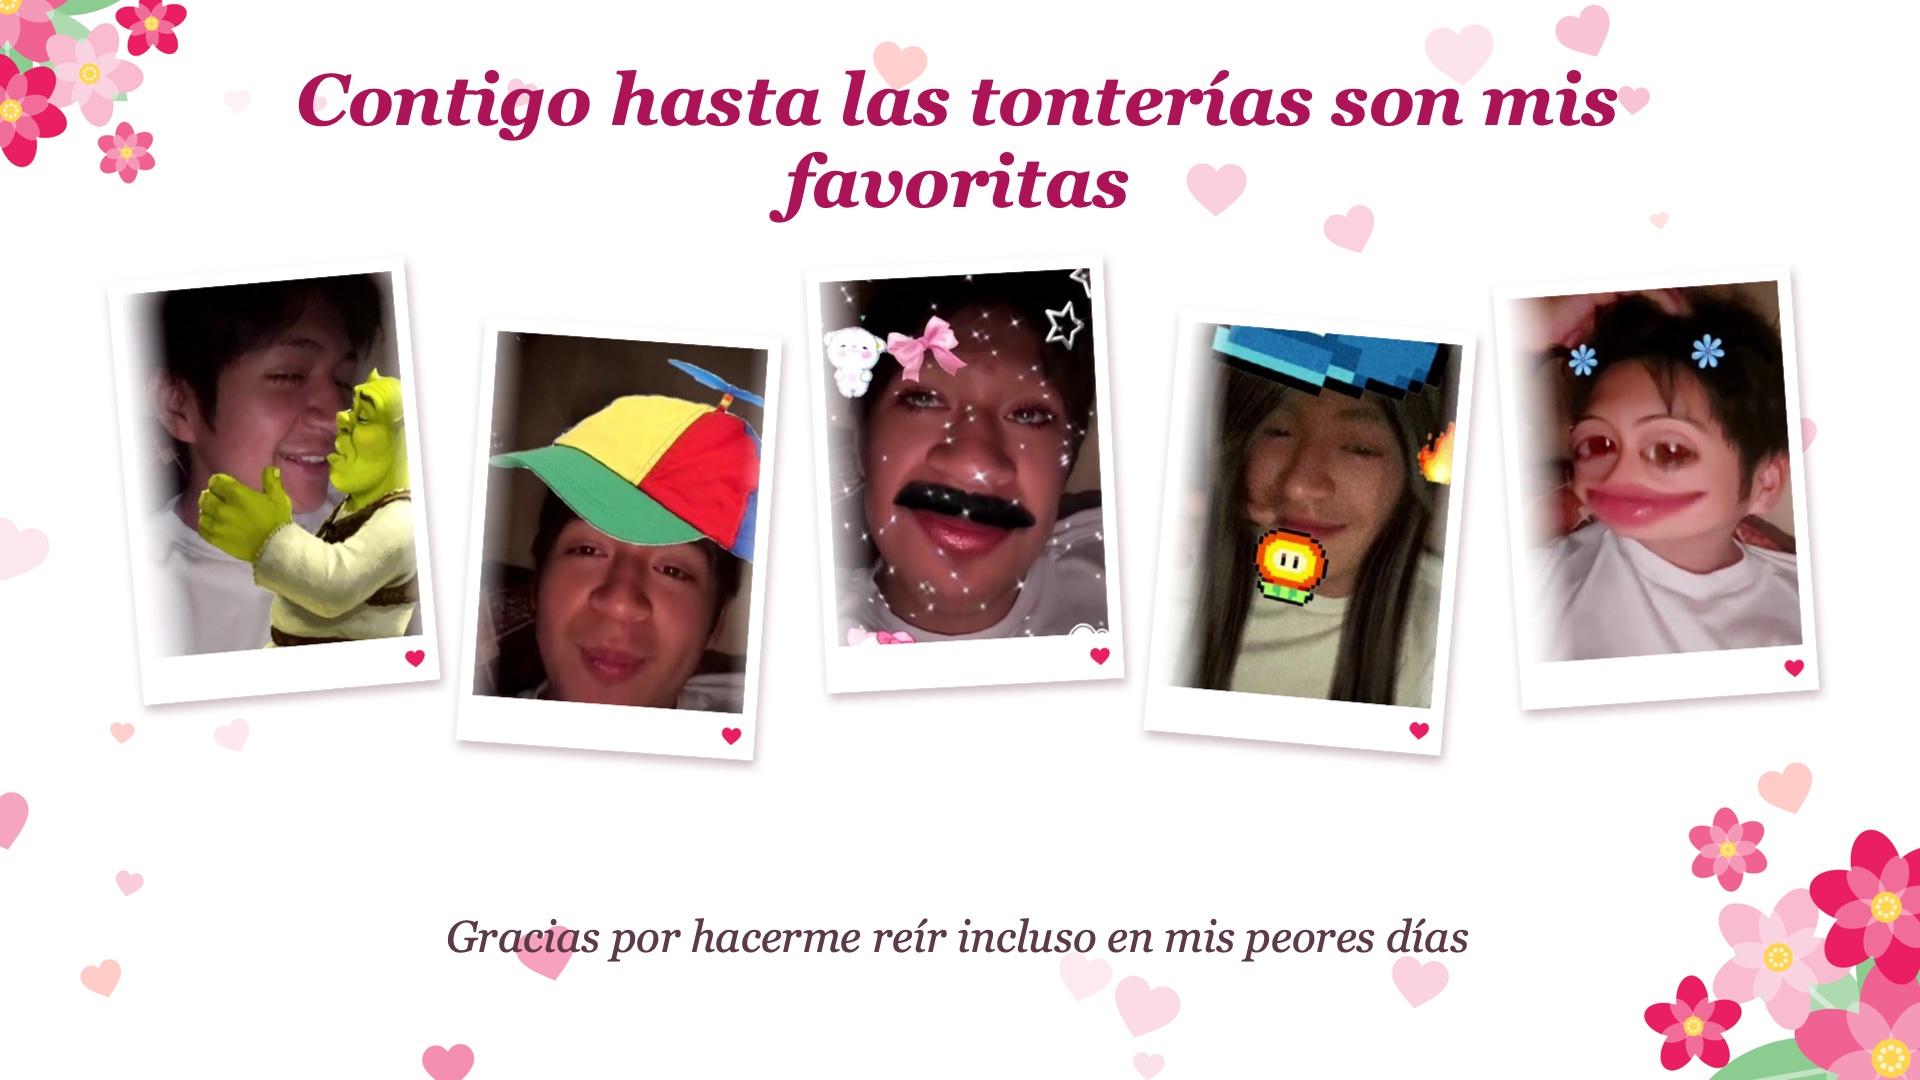 Contigo hasta las tonterías son mis
favoritas
Gracias por hacerme reír incluso en mis peores días